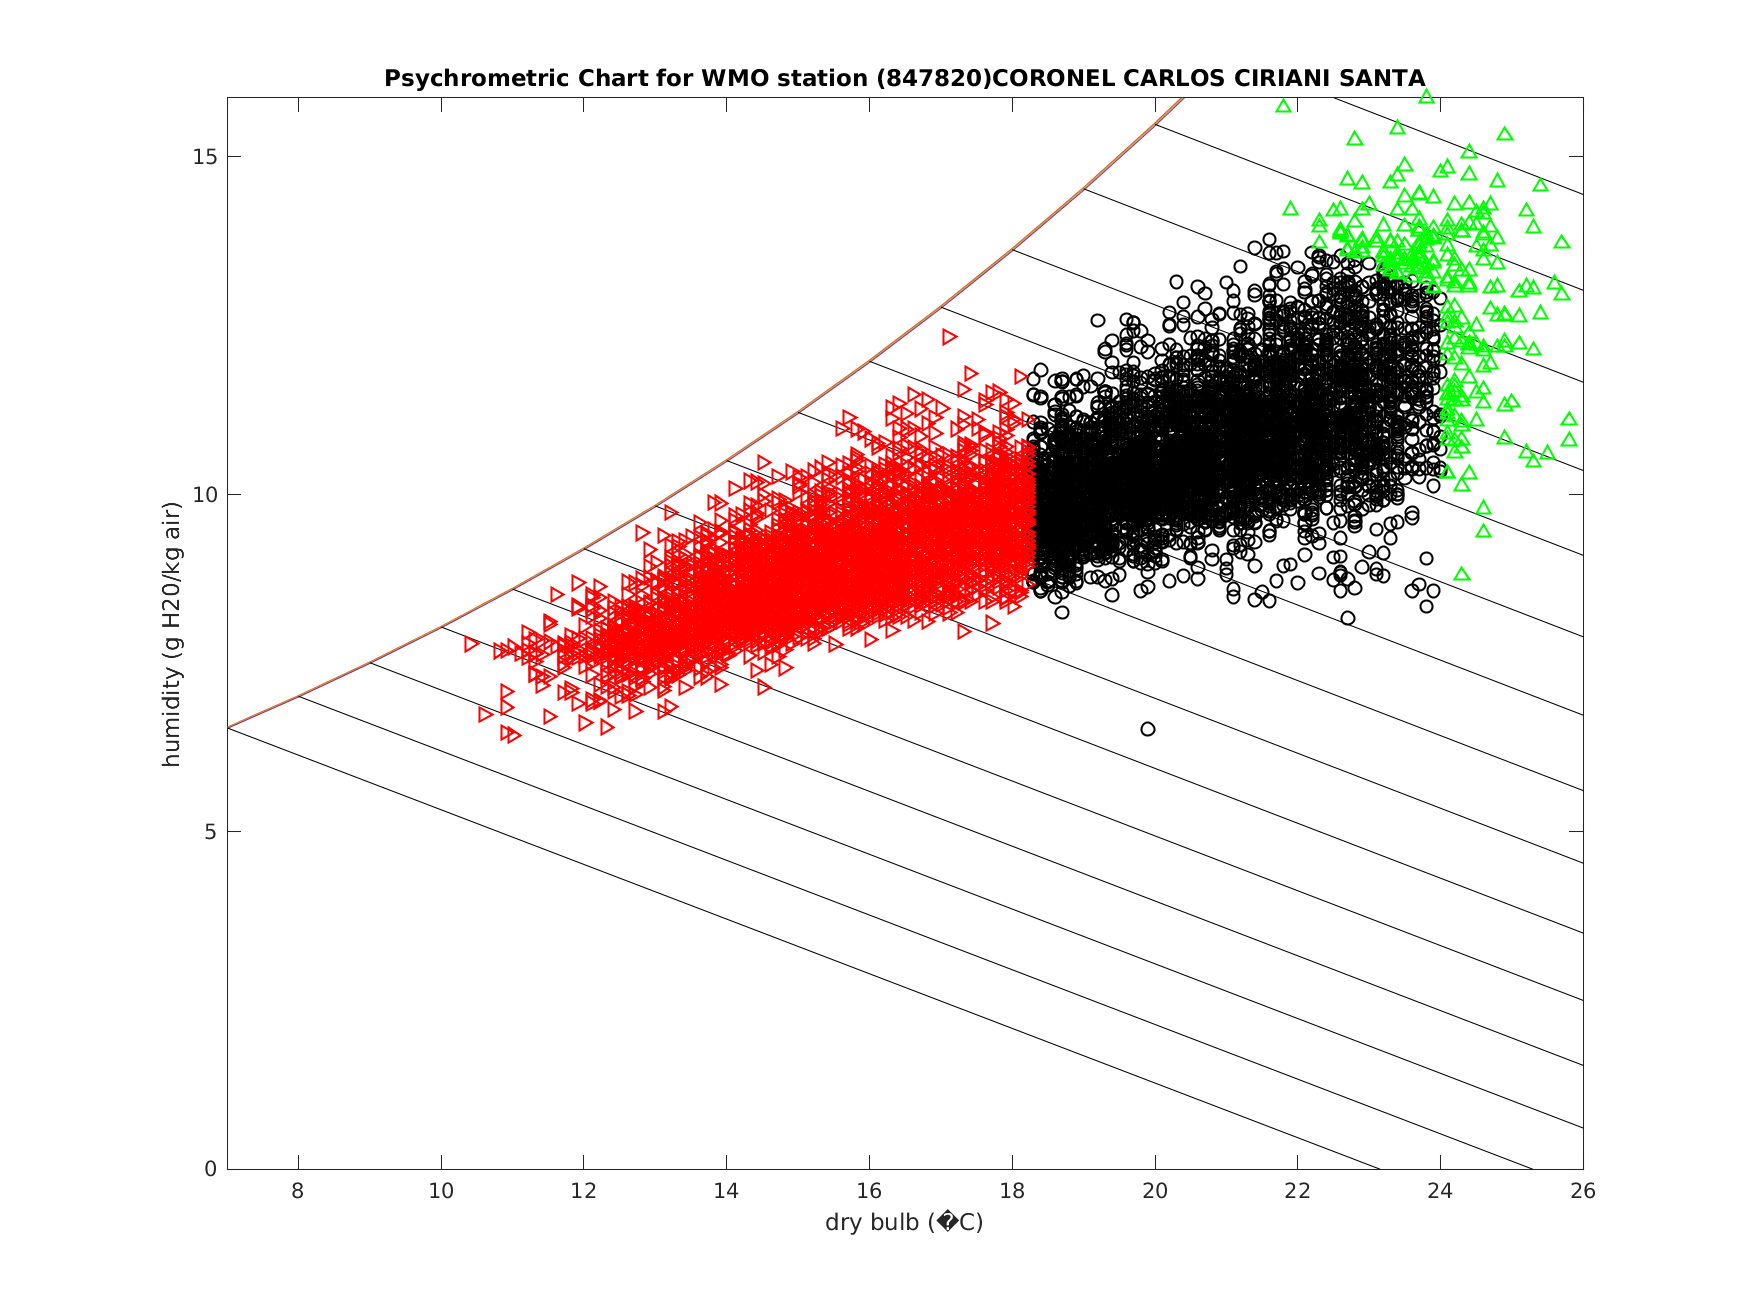 Psychrometric Chart for WMO station (847820)CORONEL CARLOS CIRIANI SANTA
humidity (g H20/kg air)
15
10
5
0
8 10 12 14 16 18 20 22 24 26
dry bulb (�C)